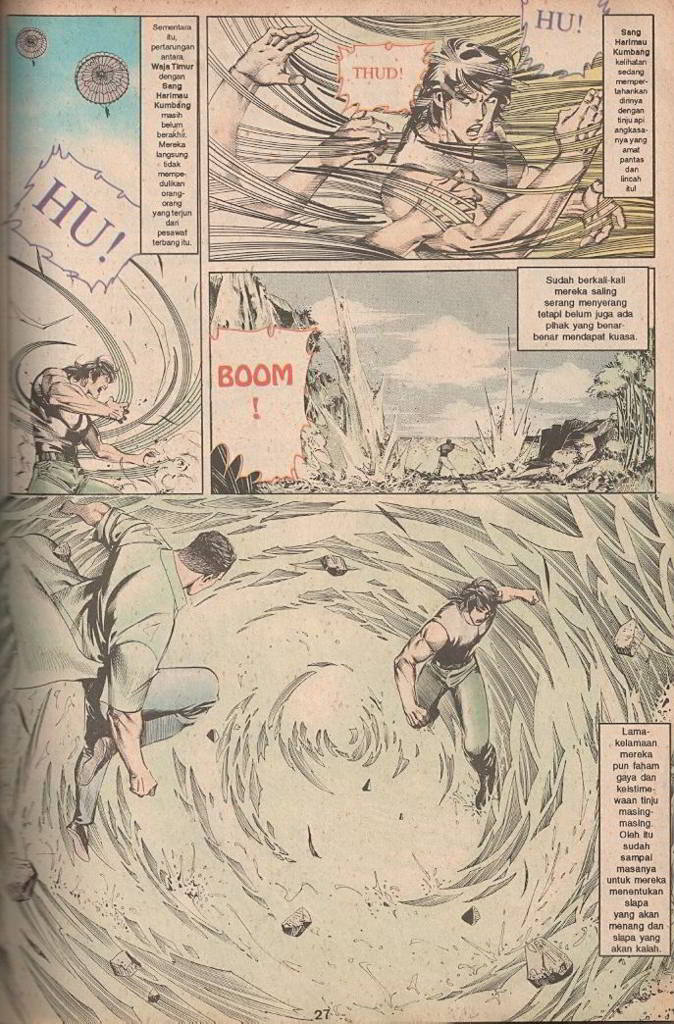 Sementara
itu,
pertarungan
antara
Waja Timur
dengan
Sang
Harimau
Kumbang
masih
belum
berakhir.
Mereka
langsung
tidak
mempe-
dulikan
orang-
orang
yang terjun
dari
pesawat
terbang itu.
HU!
THUD!
HU!
Sang
Harimau
Kumbang
kelihatan
sedang
memper-
tahankan
dirinya
dengan
tinju api
angkasa-
nya yang
amat
pantas
dan
lincah
itu!
BOOM
!
Sudah berkali-kali
mereka saling
serang menyerang
tetapi belum juga ada
pihak yang benar-
benar mendapat kuasa.
Lama-
kelamaan
mereka
pun faham
gaya dan
keistime-
waan tinju
masing-
masing.
Oleh itu
sudah
sampai
masanya
untuk mereka
menentukan
siapa
yang akan
menang dan
siapa yang
akan kalah.
27